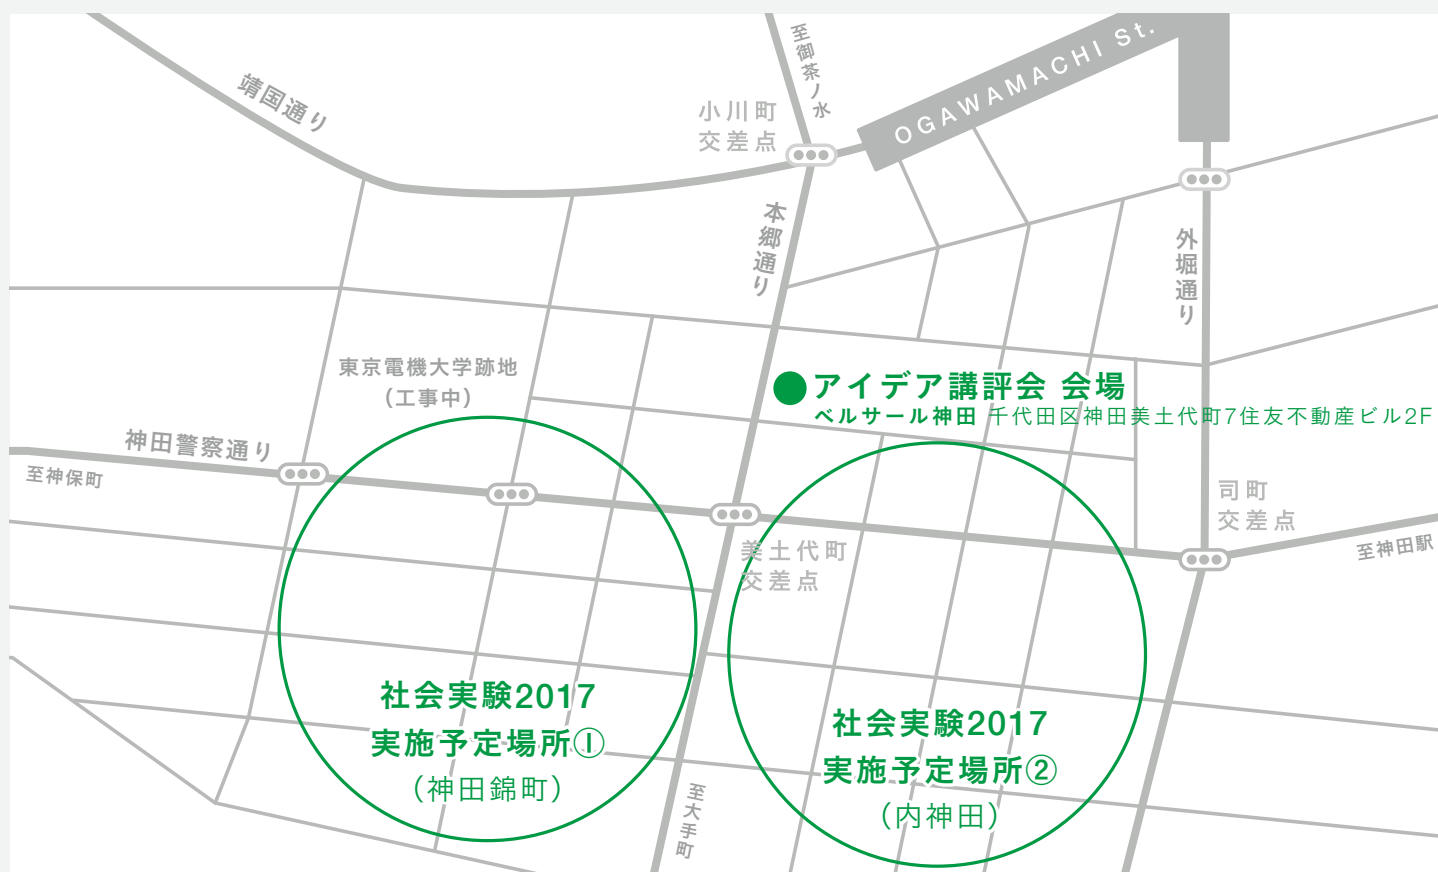 至御茶ノ水
OGAWAMACHI St.
靖国通り
小川町
交差点
本郷通り
外堀通り
東京電機大学跡地
（工事中）
アイデア講評会 会場
ベルサール神田 千代田区神田美土代町7住友不動産ビル2F
神田警察通り
至神保町
司町
交差点
至神田駅
美土代町
交差点
社会実験2017
実施予定場所①
（神田錦町）
社会実験2017
実施予定場所②
（内神田）
至大手町